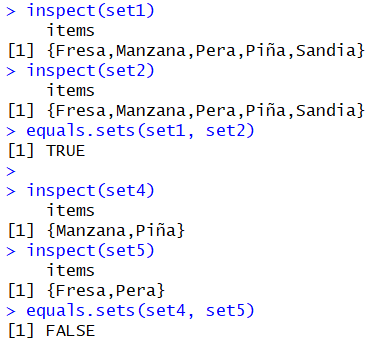 > inspect(set1)
    items
[1] {Fresa,Manzana,Pera,Piña,Sandia}
> inspect(set2)
    items
[1] {Fresa,Manzana,Pera,Piña,Sandia}
> equals.sets(set1, set2)
[1] TRUE
>
> inspect(set4)
    items
[1] {Manzana,Piña}
> inspect(set5)
    items
[1] {Fresa,Pera}
> equals.sets(set4, set5)
[1] FALSE